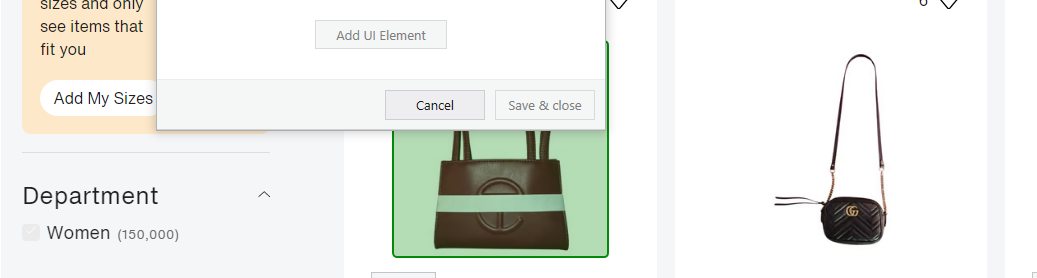 sizes and only
see items that
fit you
Add My Sizes
Add UI Element
Cancel
Save & close
6
Department
Women (150,000)